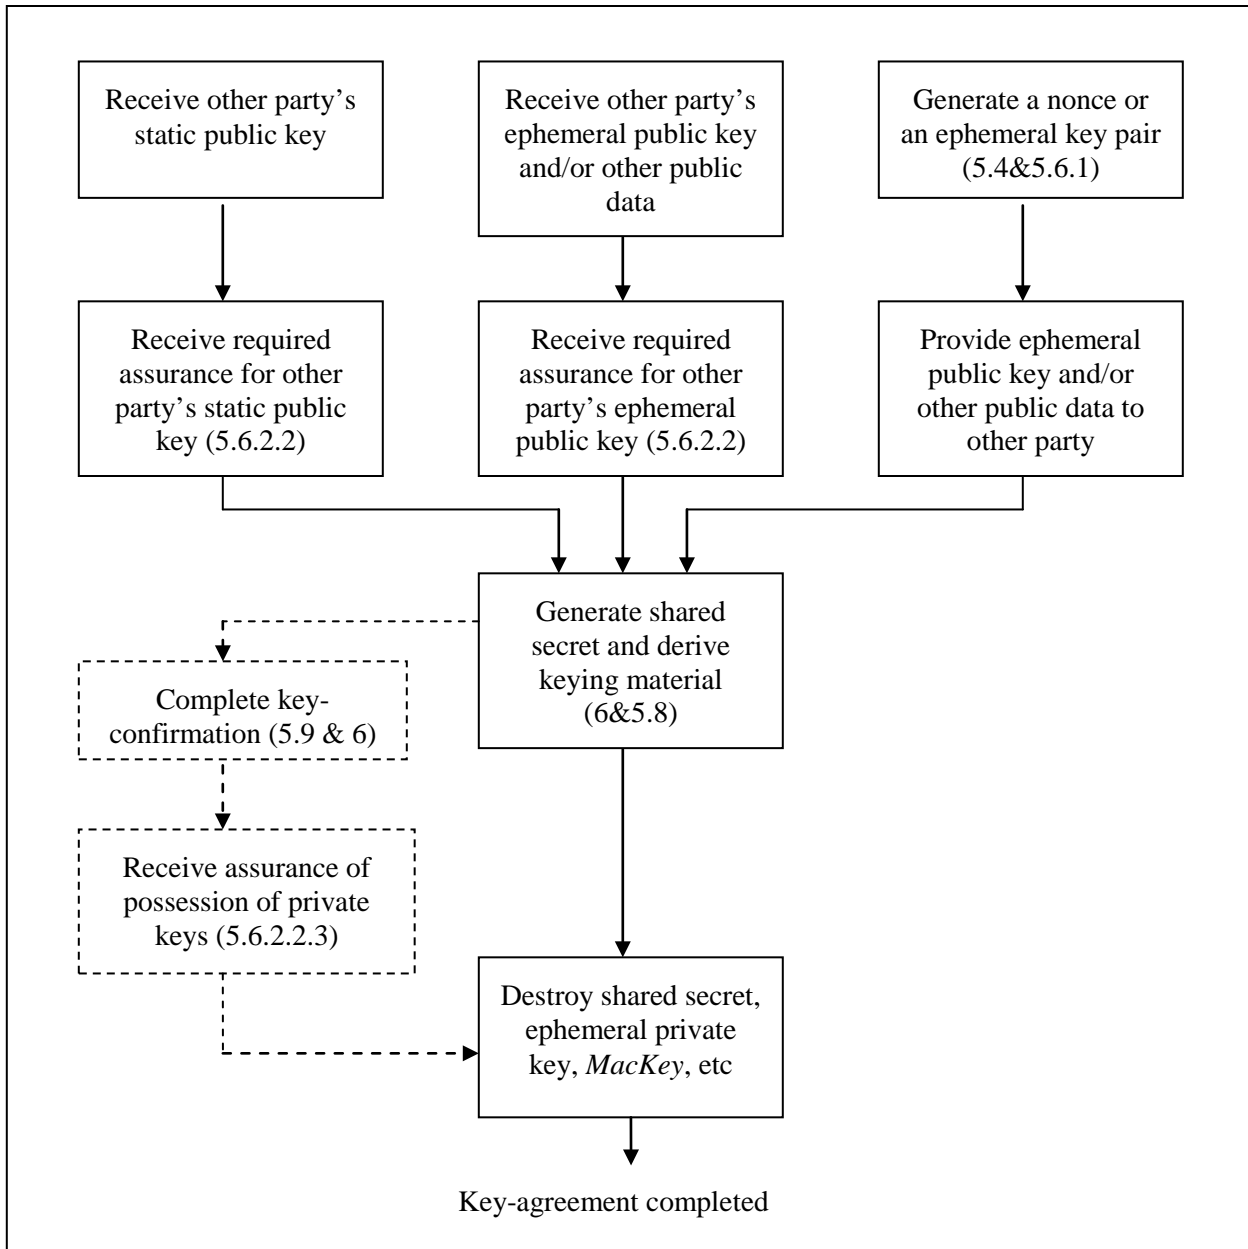 Receive other party's
static public key
Receive other party's
ephemeral public key
and/or other public
data
Generate a nonce or
an ephemeral key pair
(5.4&5.6.1)
Receive required
assurance for other
party's static public
key (5.6.2.2)
Receive required
assurance for other
party's ephemeral
public key (5.6.2.2)
Provide ephemeral
public key and/or
other public data to
other party
Generate shared
secret and derive
keying material
(6&5.8)
Complete key-
confirmation (5.9 & 6)
Receive assurance of
possession of private
keys (5.6.2.2.3)
Destroy shared secret,
ephemeral private
key, MacKey, etc
Key-agreement completed